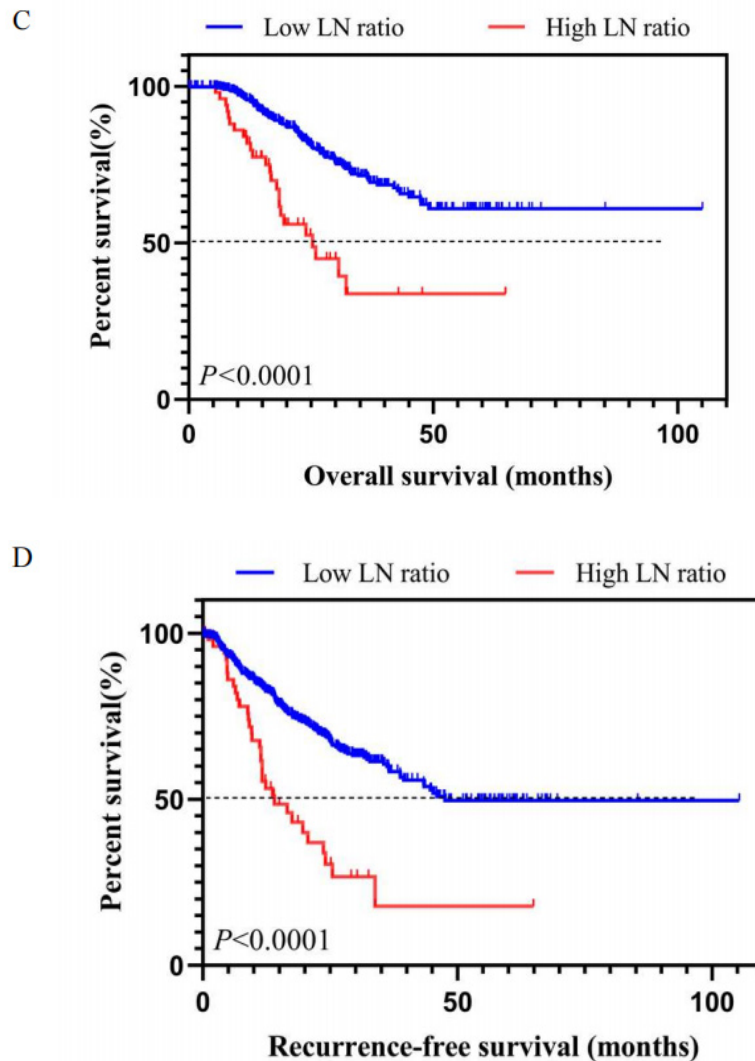 C
Low LN ratio High LN ratio
100
50
0
Percent survival(%)
P<0.0001
0 50 100
Overall survival (months)
D
Low LN ratio High LN ratio
100
50
0
Percent survival(%)
P<0.0001
0 50 100
Recurrence-free survival (months)